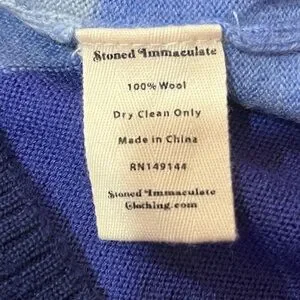 Stoned Immaculate
100% Wool
Dry Clean Only
Made in China
RN149144
Stoned Immaculate
Clothing.com